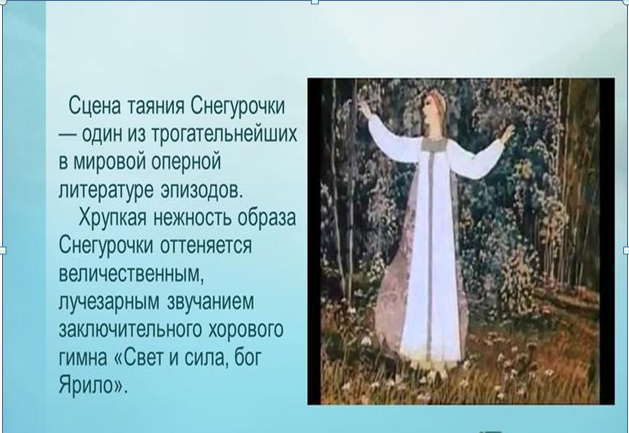 Сцена таяния Снегурочки
— один из трогательнейших
в мировой оперной
литературе эпизодов.
Хрупкая нежность образа
Снегурочки оттеняется
величественным,
лучезарным звучанием
заключительного хорового
гимна «Свет и сила, бог
Ярило».